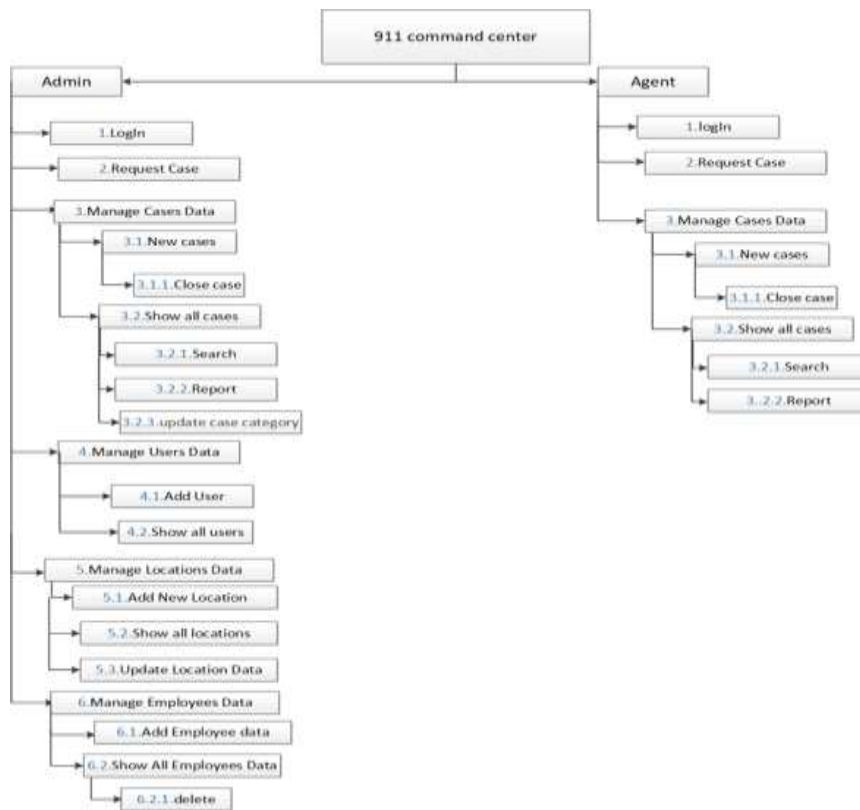 911 command center
Admin
1.LogIn
2.Request Case
3.Manage Cases Data
3.1.New cases
3.1.1.Close case
3.2.Show all cases
3.2.1.Search
3.2.2.Report
3.2.3.update case category
4.Manage Users Data
4.1.Add User
4.2.Show all users
5.Manage Locations Data
5.1.Add New Location
5.2.Show all locations
5.3.Update Location Data
6.Manage Employees Data
6.1.Add Employee data
6.2.Show All Employees Data
6.2.1.delete
Agent
1.logIn
2.Request Case
3.Manage Cases Data
3.1.New cases
3.1.1.Close case
3.2.Show all cases
3.2.1.Search
3..2.2.Report